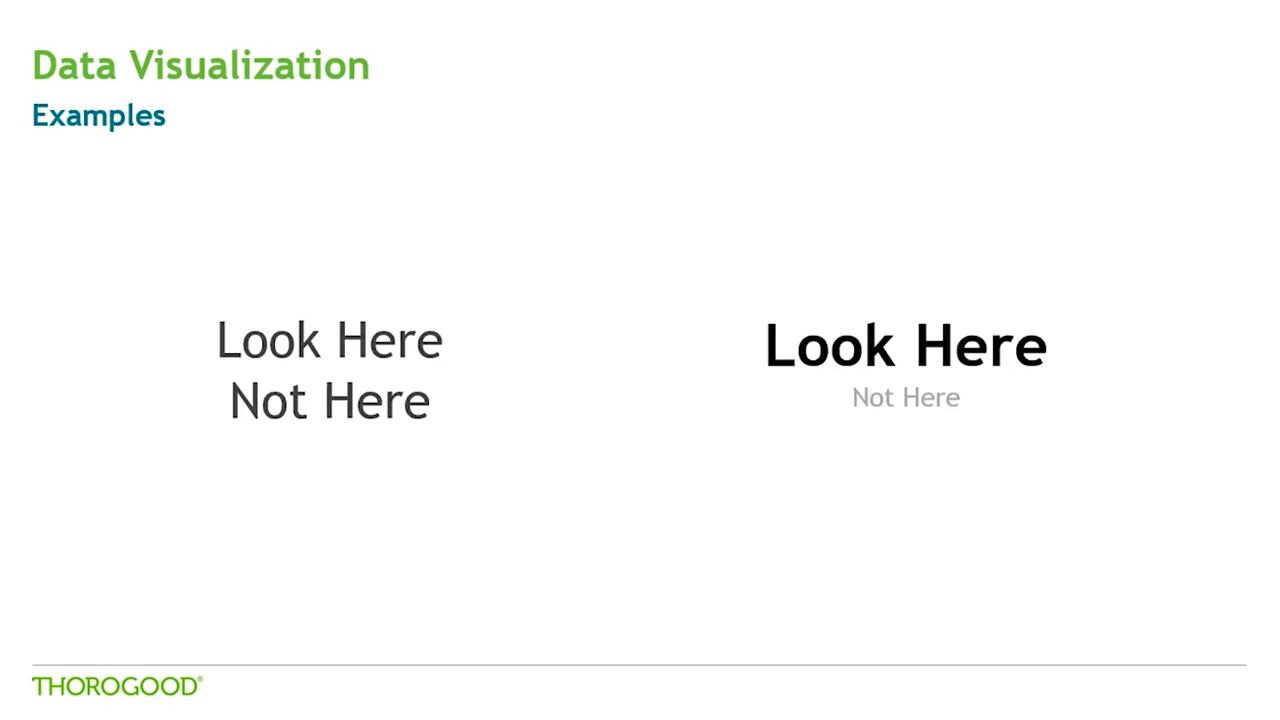 Data Visualization
Examples
Look Here
Not Here
Look Here
Not Here
THOROGOOD®